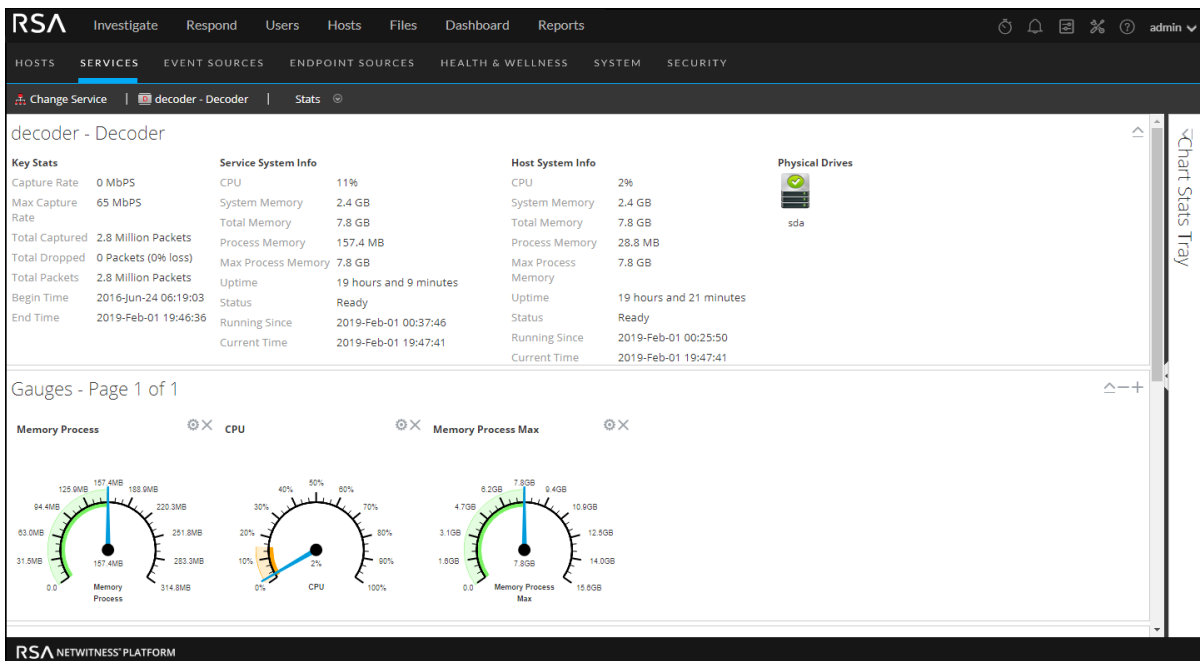 RSA Investigate Respond Users Hosts Files Dashboard Reports admin
HOSTS SERVICES EVENT SOURCES ENDPOINT SOURCES HEALTH & WELLNESS SYSTEM SECURITY
Change Service | decoder - Decoder | Stats
decoder - Decoder
Key Stats
Capture Rate 0 MbPS
Max Capture Rate 65 MbPS
Total Captured 2.8 Million Packets
Total Dropped 0 Packets (0% loss)
Total Packets 2.8 Million Packets
Begin Time 2016-Jun-24 06:19:03
End Time 2019-Feb-01 19:46:36
Service System Info
CPU 11%
System Memory 2.4 GB
Total Memory 7.8 GB
Process Memory 157.4 MB
Max Process Memory 7.8 GB
Uptime 19 hours and 9 minutes
Status Ready
Running Since 2019-Feb-01 00:37:46
Current Time 2019-Feb-01 19:47:41
Host System Info
CPU 2%
System Memory 2.4 GB
Total Memory 7.8 GB
Process Memory 28.8 MB
Max Process Memory 7.8 GB
Uptime 19 hours and 21 minutes
Status Ready
Running Since 2019-Feb-01 00:25:50
Current Time 2019-Feb-01 19:47:41
Physical Drives
sda
Chart Stats Tray
Gauges - Page 1 of 1
Memory Process
0.0
31.5MB
63.0MB
94.4MB
125.9MB
157.4MB
188.9MB
220.3MB
251.8MB
283.3MB
314.8MB
157.4MB
Memory
Process
CPU
0%
10%
20%
30%
40%
50%
60%
70%
80%
90%
100%
2%
CPU
Memory Process Max
0.0
1.6GB
3.1GB
4.7GB
6.2GB
7.8GB
9.4GB
10.9GB
12.5GB
14.0GB
15.6GB
7.8GB
Memory Process
Max
RSA NETWITNESS® PLATFORM